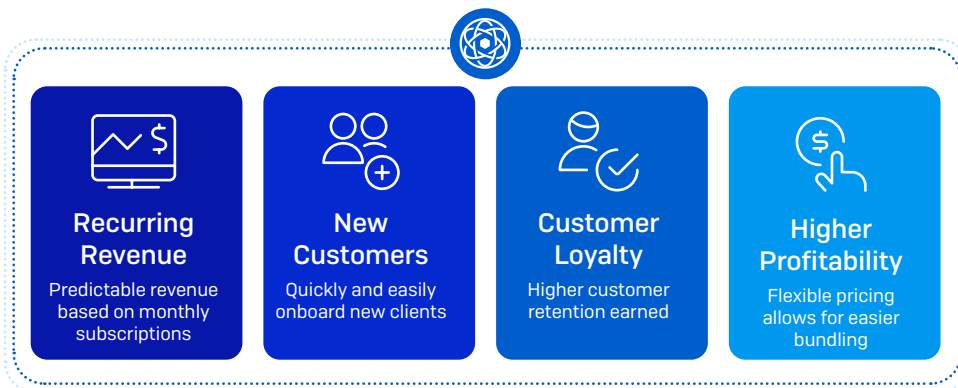 Recurring
Revenue
Predictable revenue
based on monthly
subscriptions
New
Customers
Quickly and easily
onboard new clients
Customer
Loyalty
Higher customer
retention earned
Higher
Profitability
Flexible pricing
allows for easier
bundling